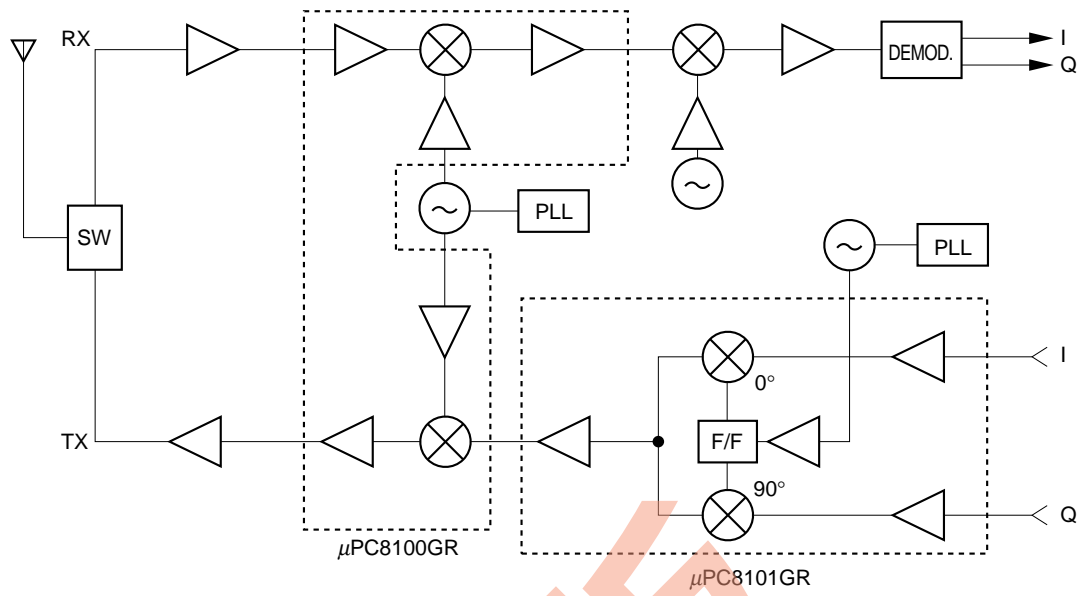 RX
I
DEMOD.
Q
PLL
SW
PLL
I
0°
TX
F/F
90°
Q
μPC8100GR
μPC8101GR